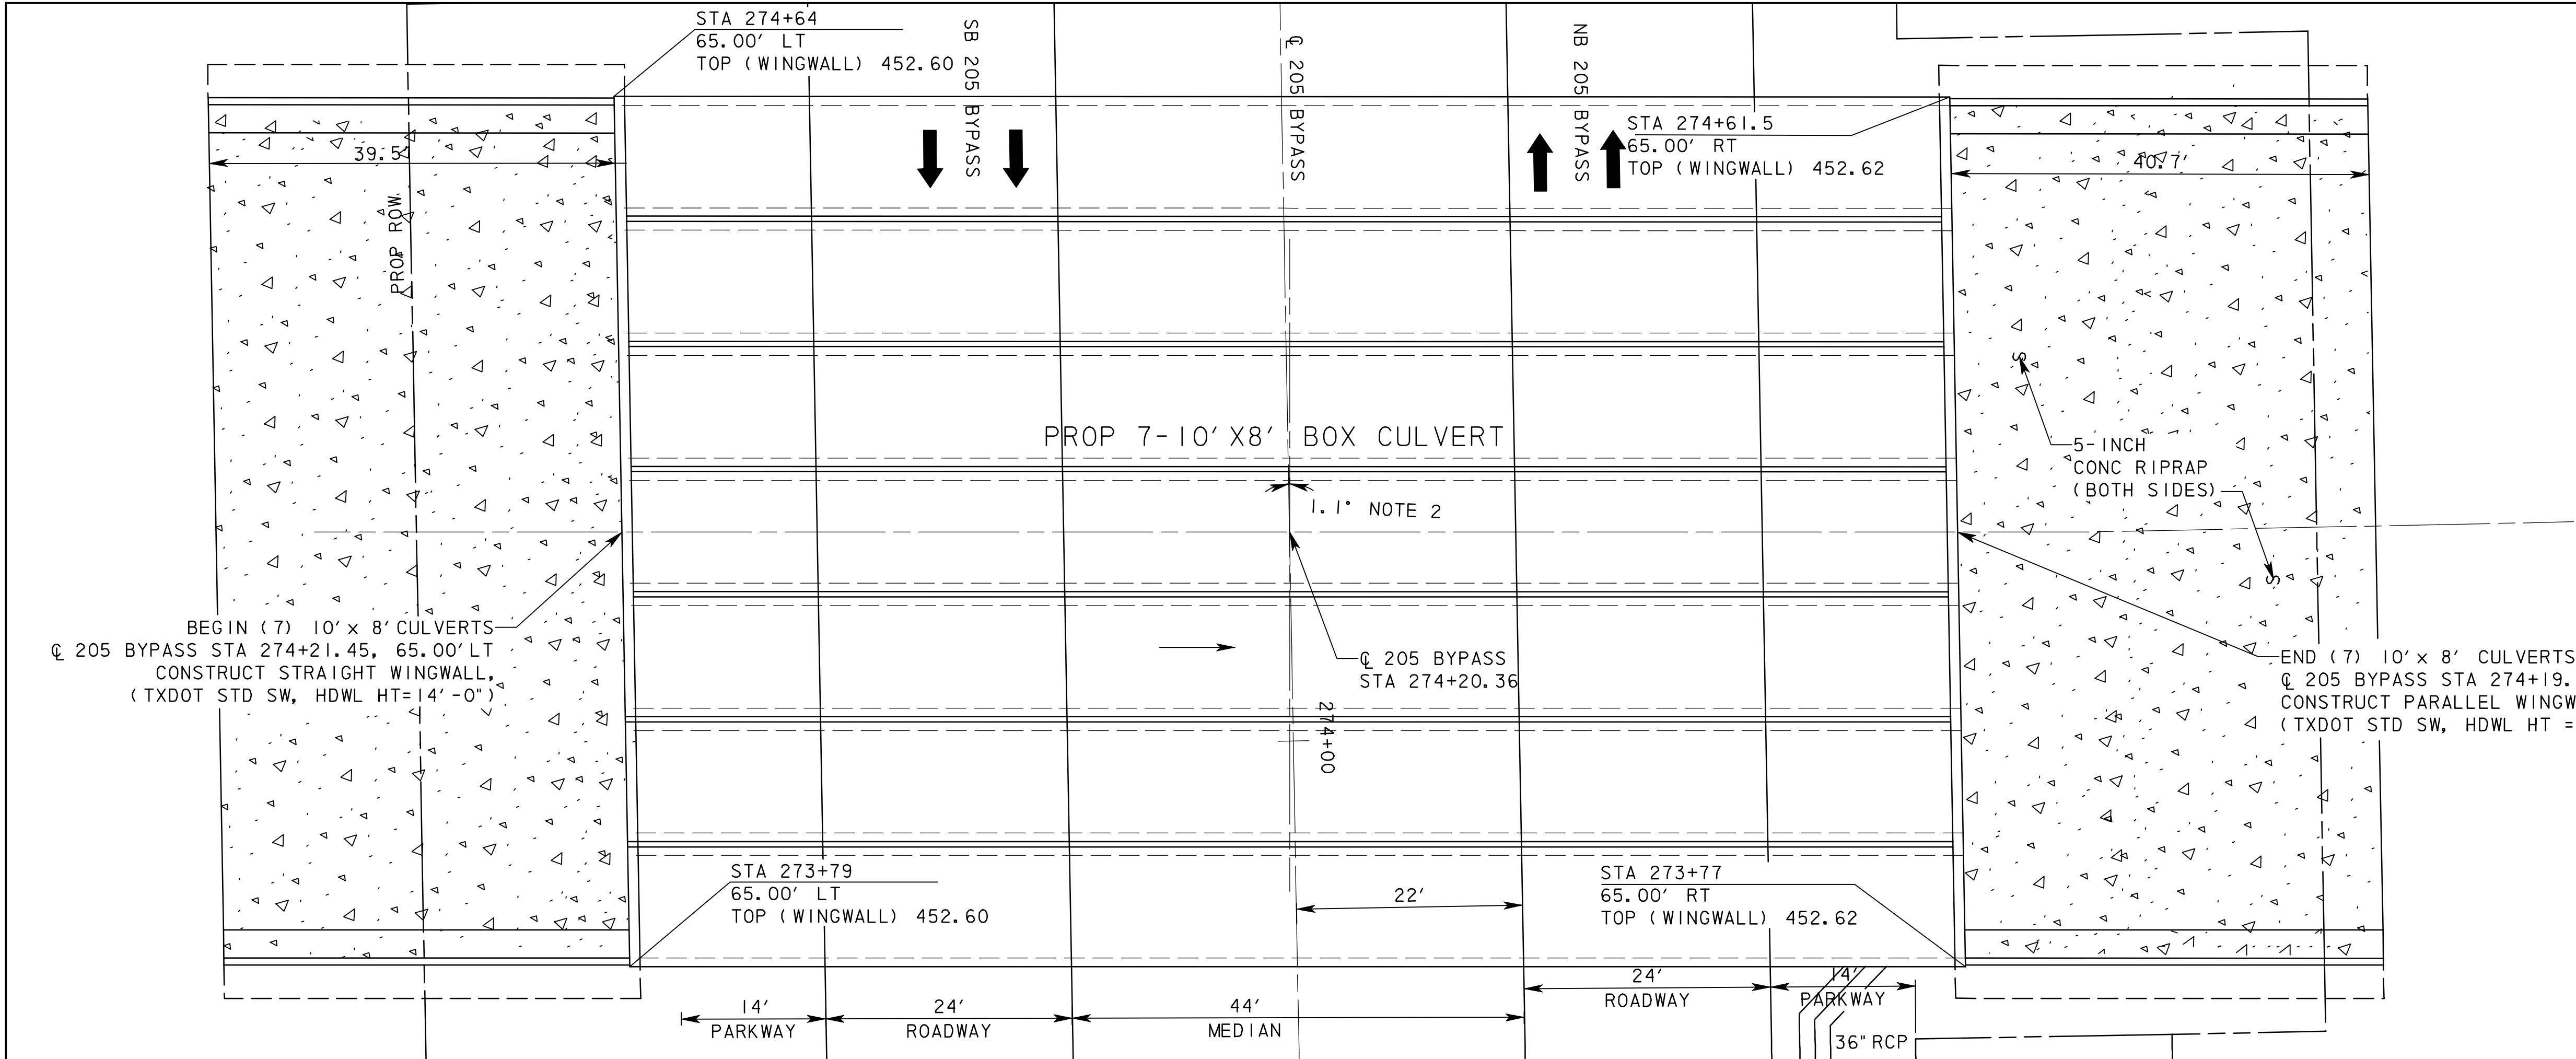 STA 274+64
65.00' LT
TOP (WINGWALL) 452.60
SB 205 BYPASS
℄ 205 BYPASS
NB 205 BYPASS
STA 274+61.5
65.00' RT
TOP (WINGWALL) 452.62
39.5'
40.7'
PROP ROW
PROP 7-10'X8' BOX CULVERT
5-INCH
CONC RIPRAP
(BOTH SIDES)
S
S
1.1° NOTE 2
BEGIN (7) 10' x 8' CULVERTS
℄ 205 BYPASS STA 274+21.45, 65.00' LT
CONSTRUCT STRAIGHT WINGWALL,
(TXDOT STD SW, HDWL HT=14'-0")
℄ 205 BYPASS
STA 274+20.36
END (7) 10' x 8' CULVERTS
℄ 205 BYPASS STA 274+19.
CONSTRUCT PARALLEL WINGW
(TXDOT STD SW, HDWL HT =
274+00
STA 273+79
65.00' LT
TOP (WINGWALL) 452.60
22'
STA 273+77
65.00' RT
TOP (WINGWALL) 452.62
14'
PARKWAY
24'
ROADWAY
44'
MEDIAN
24'
ROADWAY
14'
PARKWAY
36" RCP